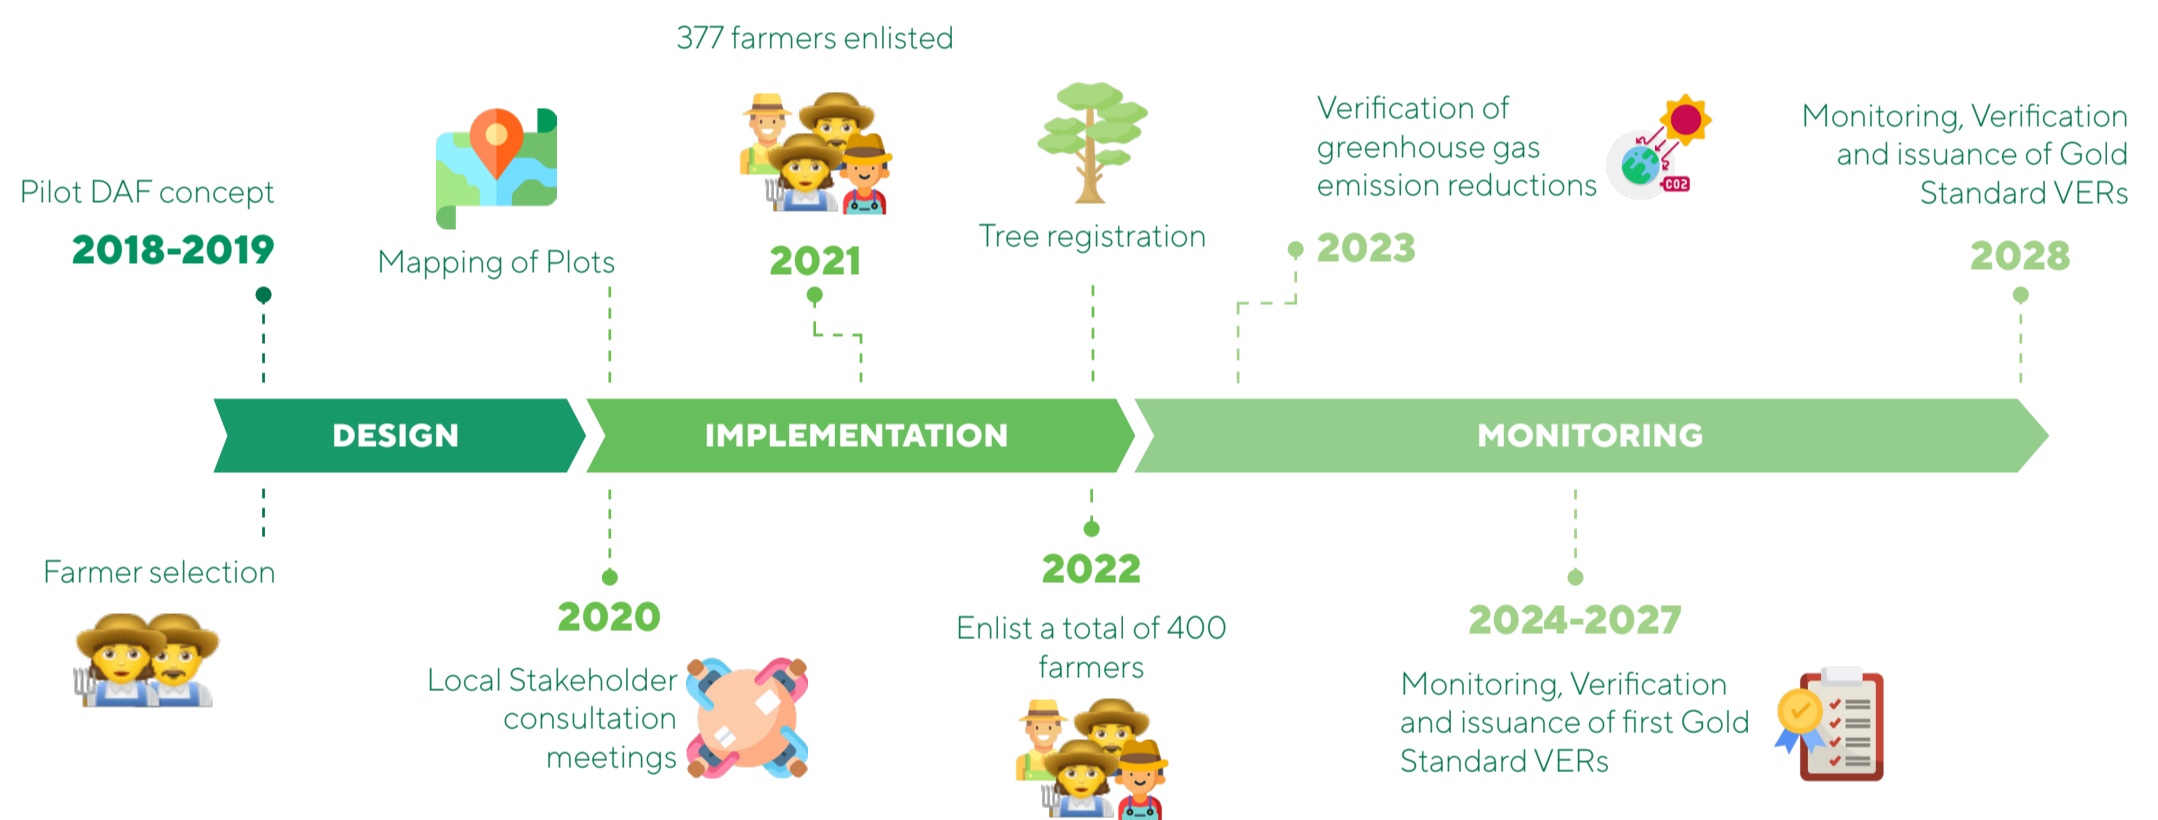 377 farmers enlisted
Pilot DAF concept
2018-2019
Mapping of Plots
2021
Tree registration
Verification of
greenhouse gas
emission reductions
CO2
2023
Monitoring, Verification
and issuance of Gold
Standard VERs
2028
DESIGN
IMPLEMENTATION
MONITORING
Farmer selection
2020
Local Stakeholder
consultation
meetings
2022
Enlist a total of 400
farmers
2024-2027
Monitoring, Verification
and issuance of first Gold
Standard VERs